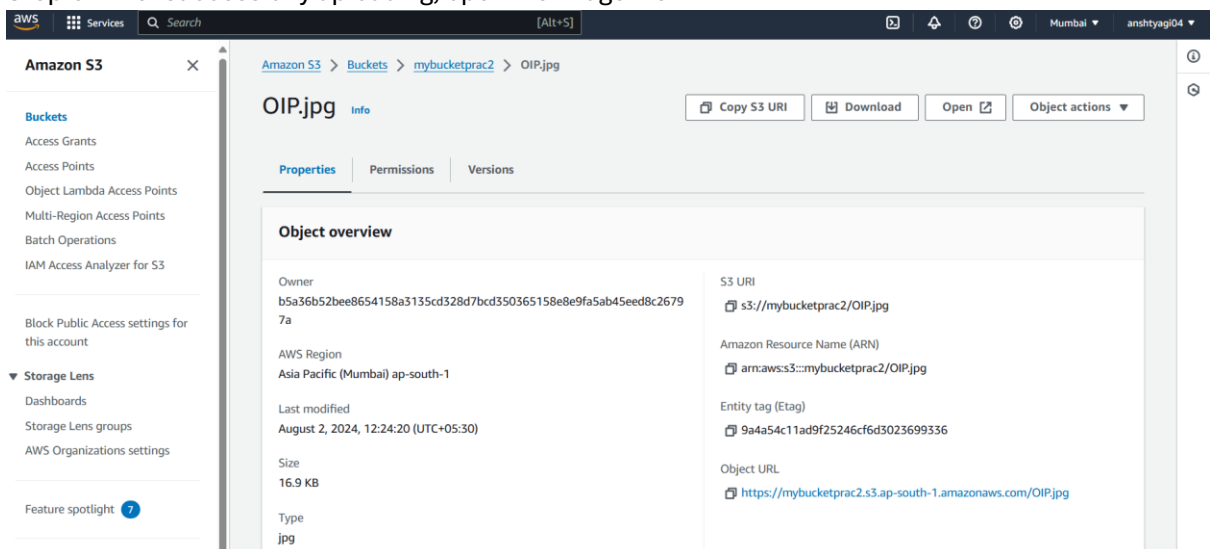 aws Services Search [Alt+S] Mumbai ▼ anshtyagi04 ▼
Amazon S3
Buckets
Access Grants
Access Points
Object Lambda Access Points
Multi-Region Access Points
Batch Operations
IAM Access Analyzer for S3
Block Public Access settings for
this account
▼ Storage Lens
Dashboards
Storage Lens groups
AWS Organizations settings
Feature spotlight 7
Amazon S3 > Buckets > mybucketprac2 > OIP.jpg
OIP.jpg Info
Copy S3 URI Download Open Object actions ▼
Properties Permissions Versions
Object overview
Owner
b5a36b52bee8654158a3135cd328d7bcd350365158e8e9fa5ab45eed8c2679
7a
AWS Region
Asia Pacific (Mumbai) ap-south-1
Last modified
August 2, 2024, 12:24:20 (UTC+05:30)
Size
16.9 KB
Type
jpg
S3 URI
s3://mybucketprac2/OIP.jpg
Amazon Resource Name (ARN)
arn:aws:s3:::mybucketprac2/OIP.jpg
Entity tag (Etag)
9a4a54c11ad9f25246cf6d3023699336
Object URL
https://mybucketprac2.s3.ap-south-1.amazonaws.com/OIP.jpg